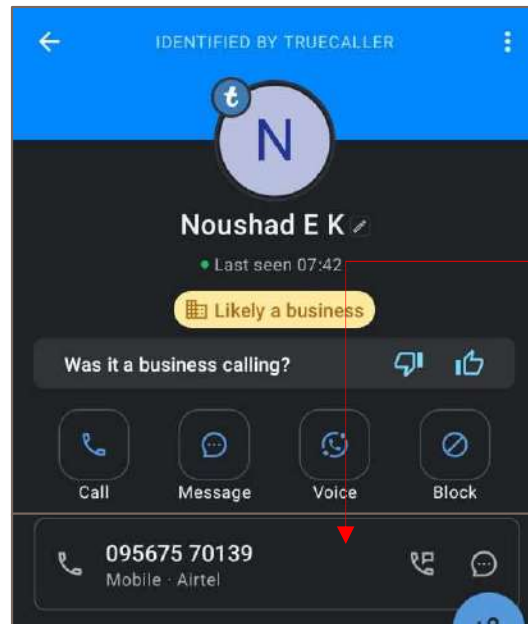 IDENTIFIED BY TRUECALLER
t
N
Noushad E K
Last seen 07:42
Likely a business
Was it a business calling?
Call Message Voice Block
095675 70139
Mobile · Airtel